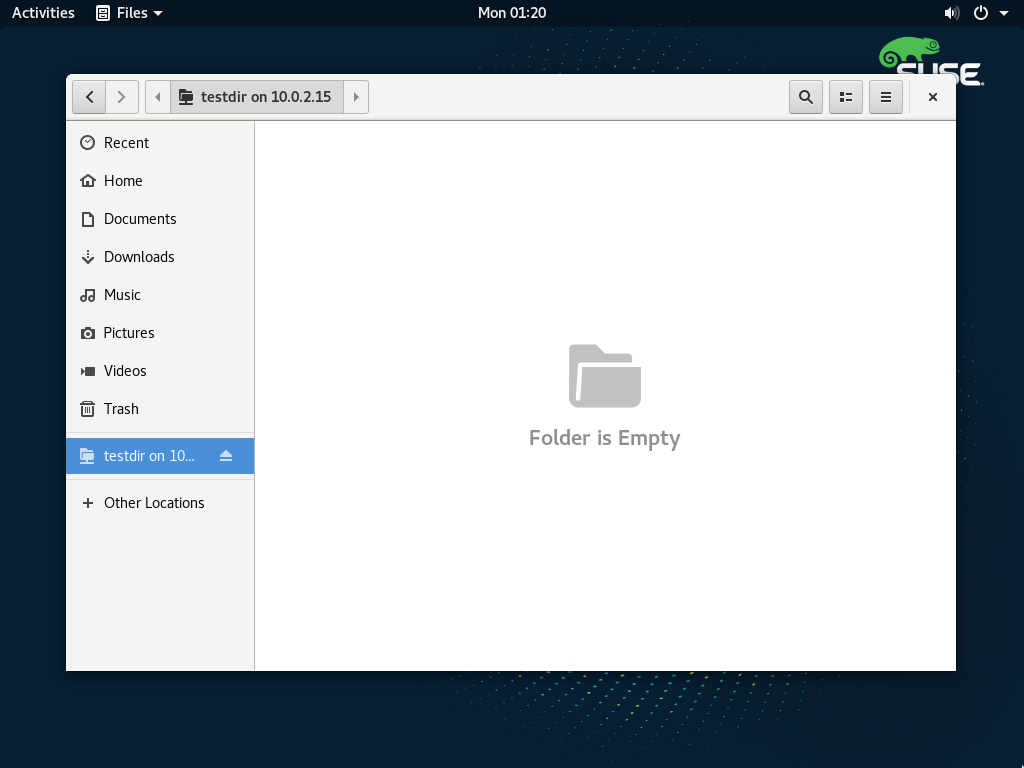 Activities Files Mon 01:20
SUSE
testdir on 10.0.2.15
Recent
Home
Documents
Downloads
Music
Pictures
Videos
Trash
testdir on 10…
Other Locations
Folder is Empty